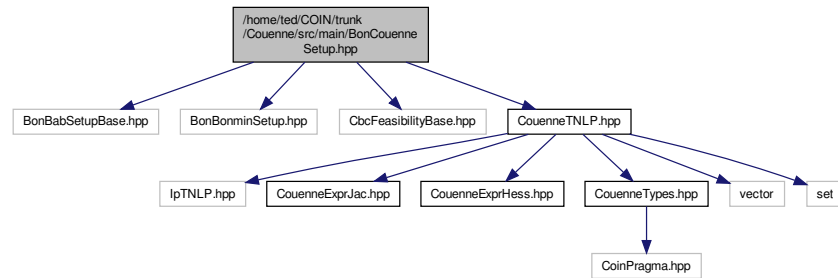 /home/ted/COIN/trunk
/Couenne/src/main/BonCouenne
Setup.hpp
BonBabSetupBase.hpp
BonBonminSetup.hpp
CbcFeasibilityBase.hpp
CouenneTNLP.hpp
IpTNLP.hpp
CouenneExprJac.hpp
CouenneExprHess.hpp
CouenneTypes.hpp
vector
set
CoinPragma.hpp